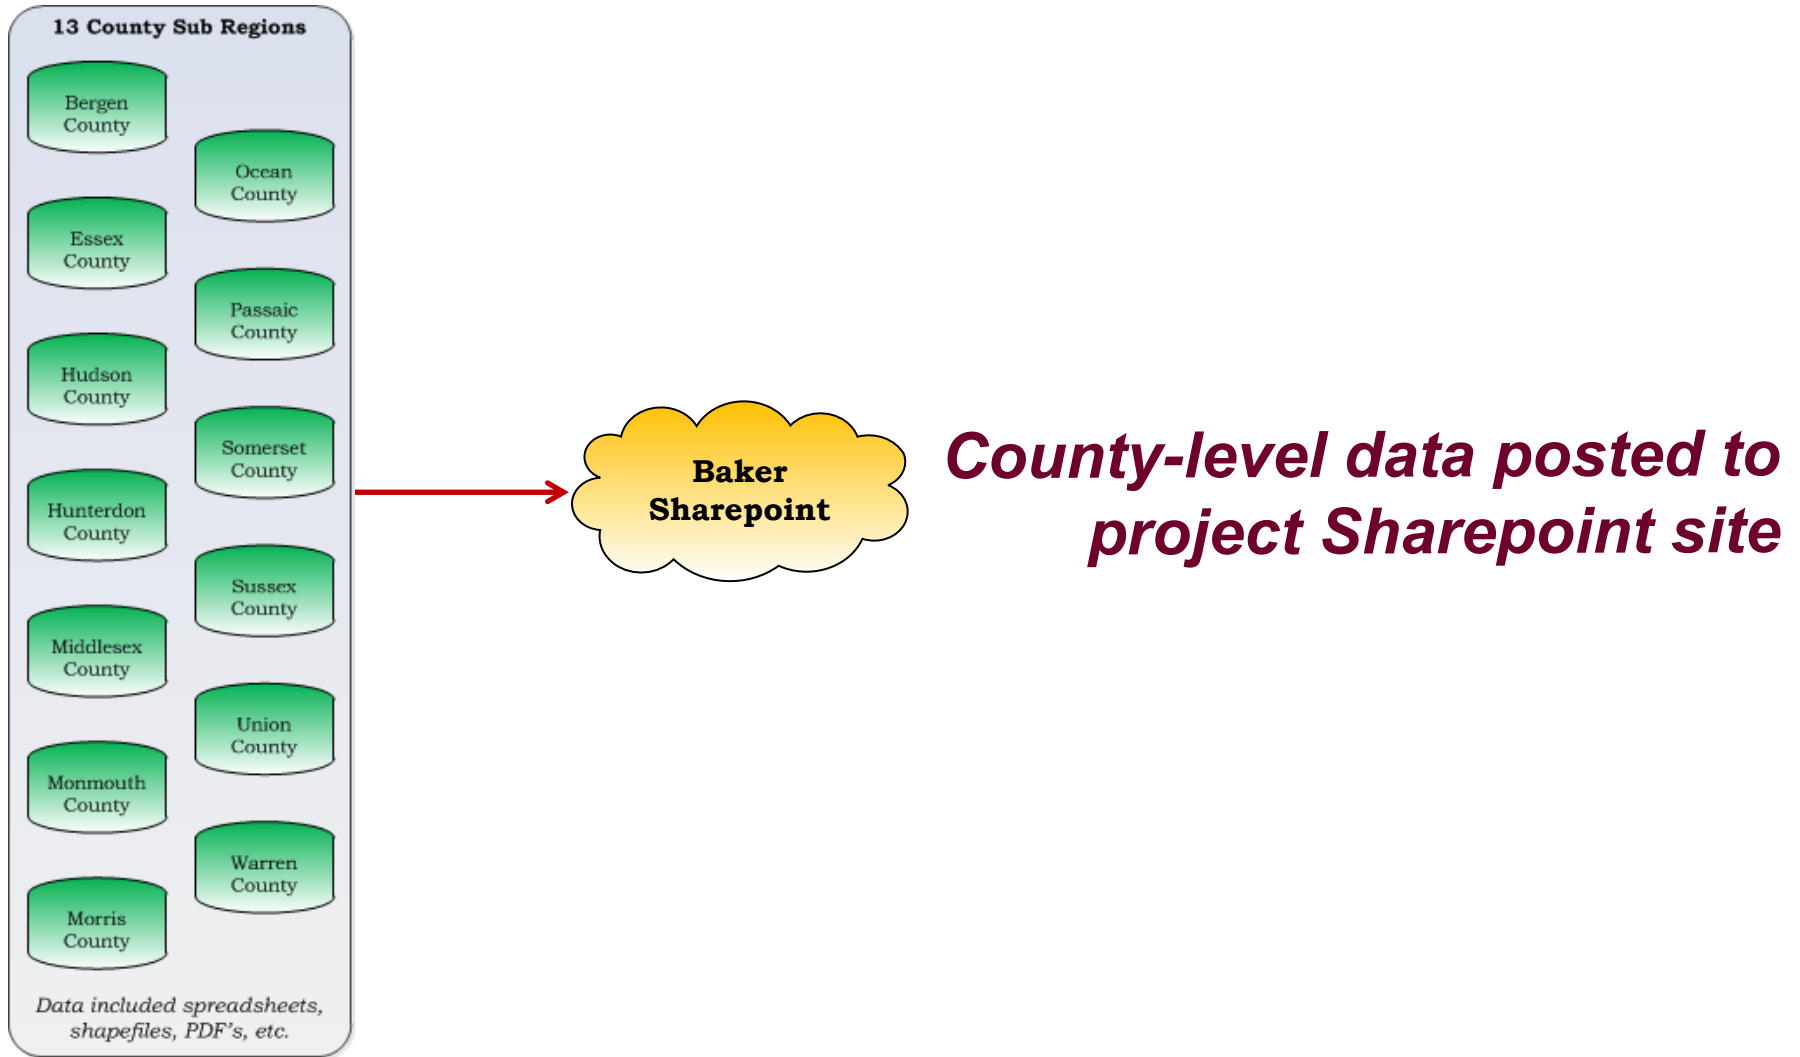 13 County Sub Regions
Bergen
County
Essex
County
Hudson
County
Hunterdon
County
Middlesex
County
Monmouth
County
Morris
County
Ocean
County
Passaic
County
Somerset
County
Sussex
County
Union
County
Warren
County
Data included spreadsheets,
shapefiles, PDF's, etc.
Baker
Sharepoint
County-level data posted to
project Sharepoint site